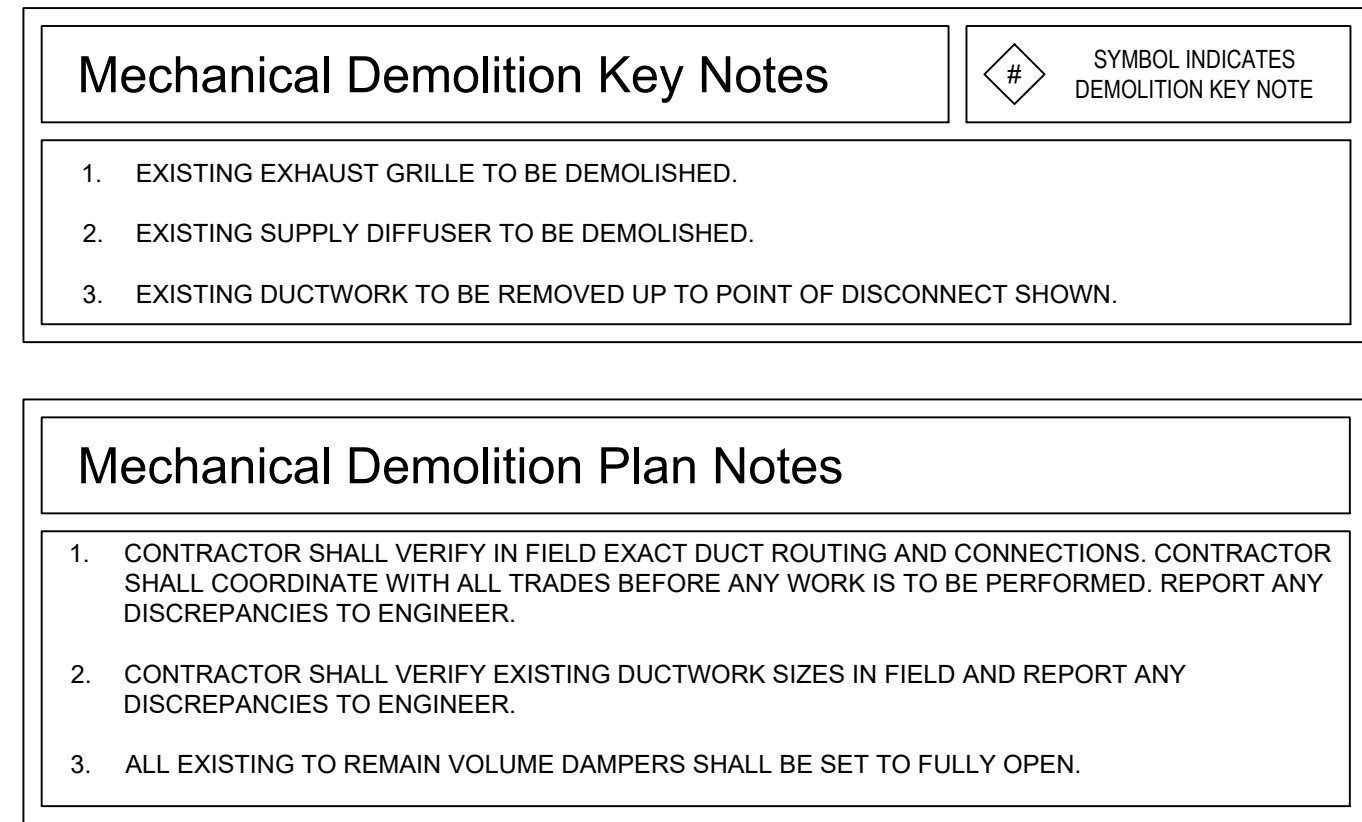 Mechanical Demolition Key Notes
#
SYMBOL INDICATES
DEMOLITION KEY NOTE
1. EXISTING EXHAUST GRILLE TO BE DEMOLISHED.
2. EXISTING SUPPLY DIFFUSER TO BE DEMOLISHED.
3. EXISTING DUCTWORK TO BE REMOVED UP TO POINT OF DISCONNECT SHOWN.
Mechanical Demolition Plan Notes
1. CONTRACTOR SHALL VERIFY IN FIELD EXACT DUCT ROUTING AND CONNECTIONS. CONTRACTOR
SHALL COORDINATE WITH ALL TRADES BEFORE ANY WORK IS TO BE PERFORMED. REPORT ANY
DISCREPANCIES TO ENGINEER.
2. CONTRACTOR SHALL VERIFY EXISTING DUCTWORK SIZES IN FIELD AND REPORT ANY
DISCREPANCIES TO ENGINEER.
3. ALL EXISTING TO REMAIN VOLUME DAMPERS SHALL BE SET TO FULLY OPEN.